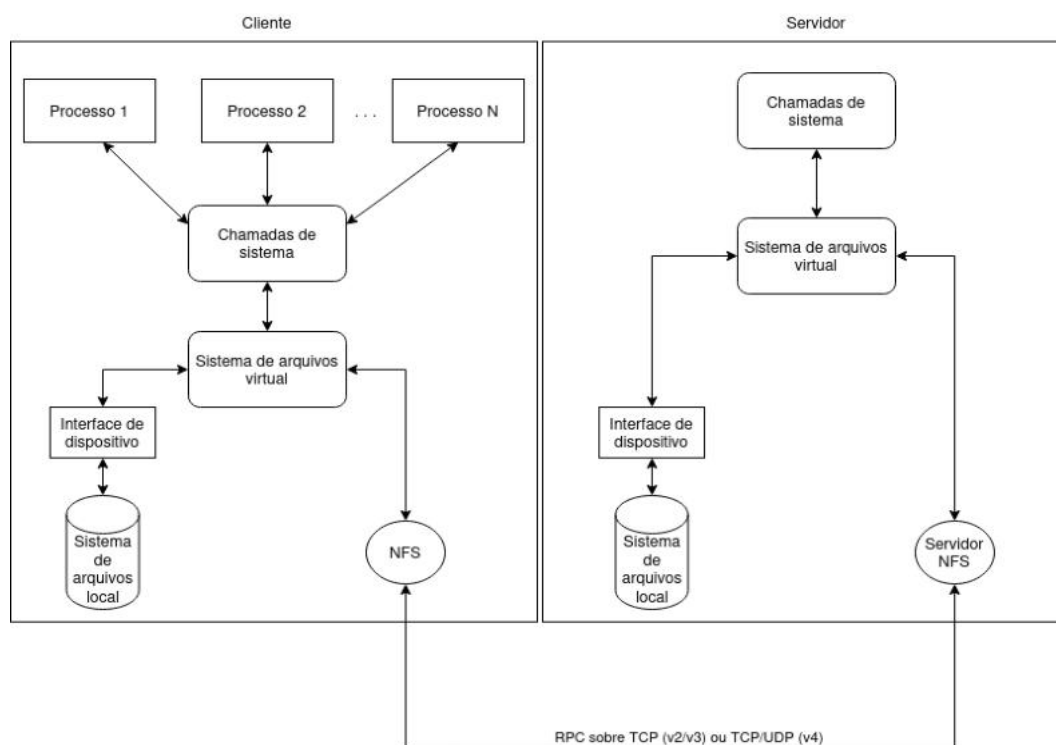 Cliente
Servidor
Processo 1
Processo 2
. . .
Processo N
Chamadas de
sistema
Chamadas de
sistema
Sistema de arquivos
virtual
Sistema de arquivos
virtual
Interface de
dispositivo
Interface de
dispositivo
Sistema
de
arquivos
local
NFS
Sistema
de
arquivos
local
Servidor
NFS
RPC sobre TCP (v2/v3) ou TCP/UDP (v4)